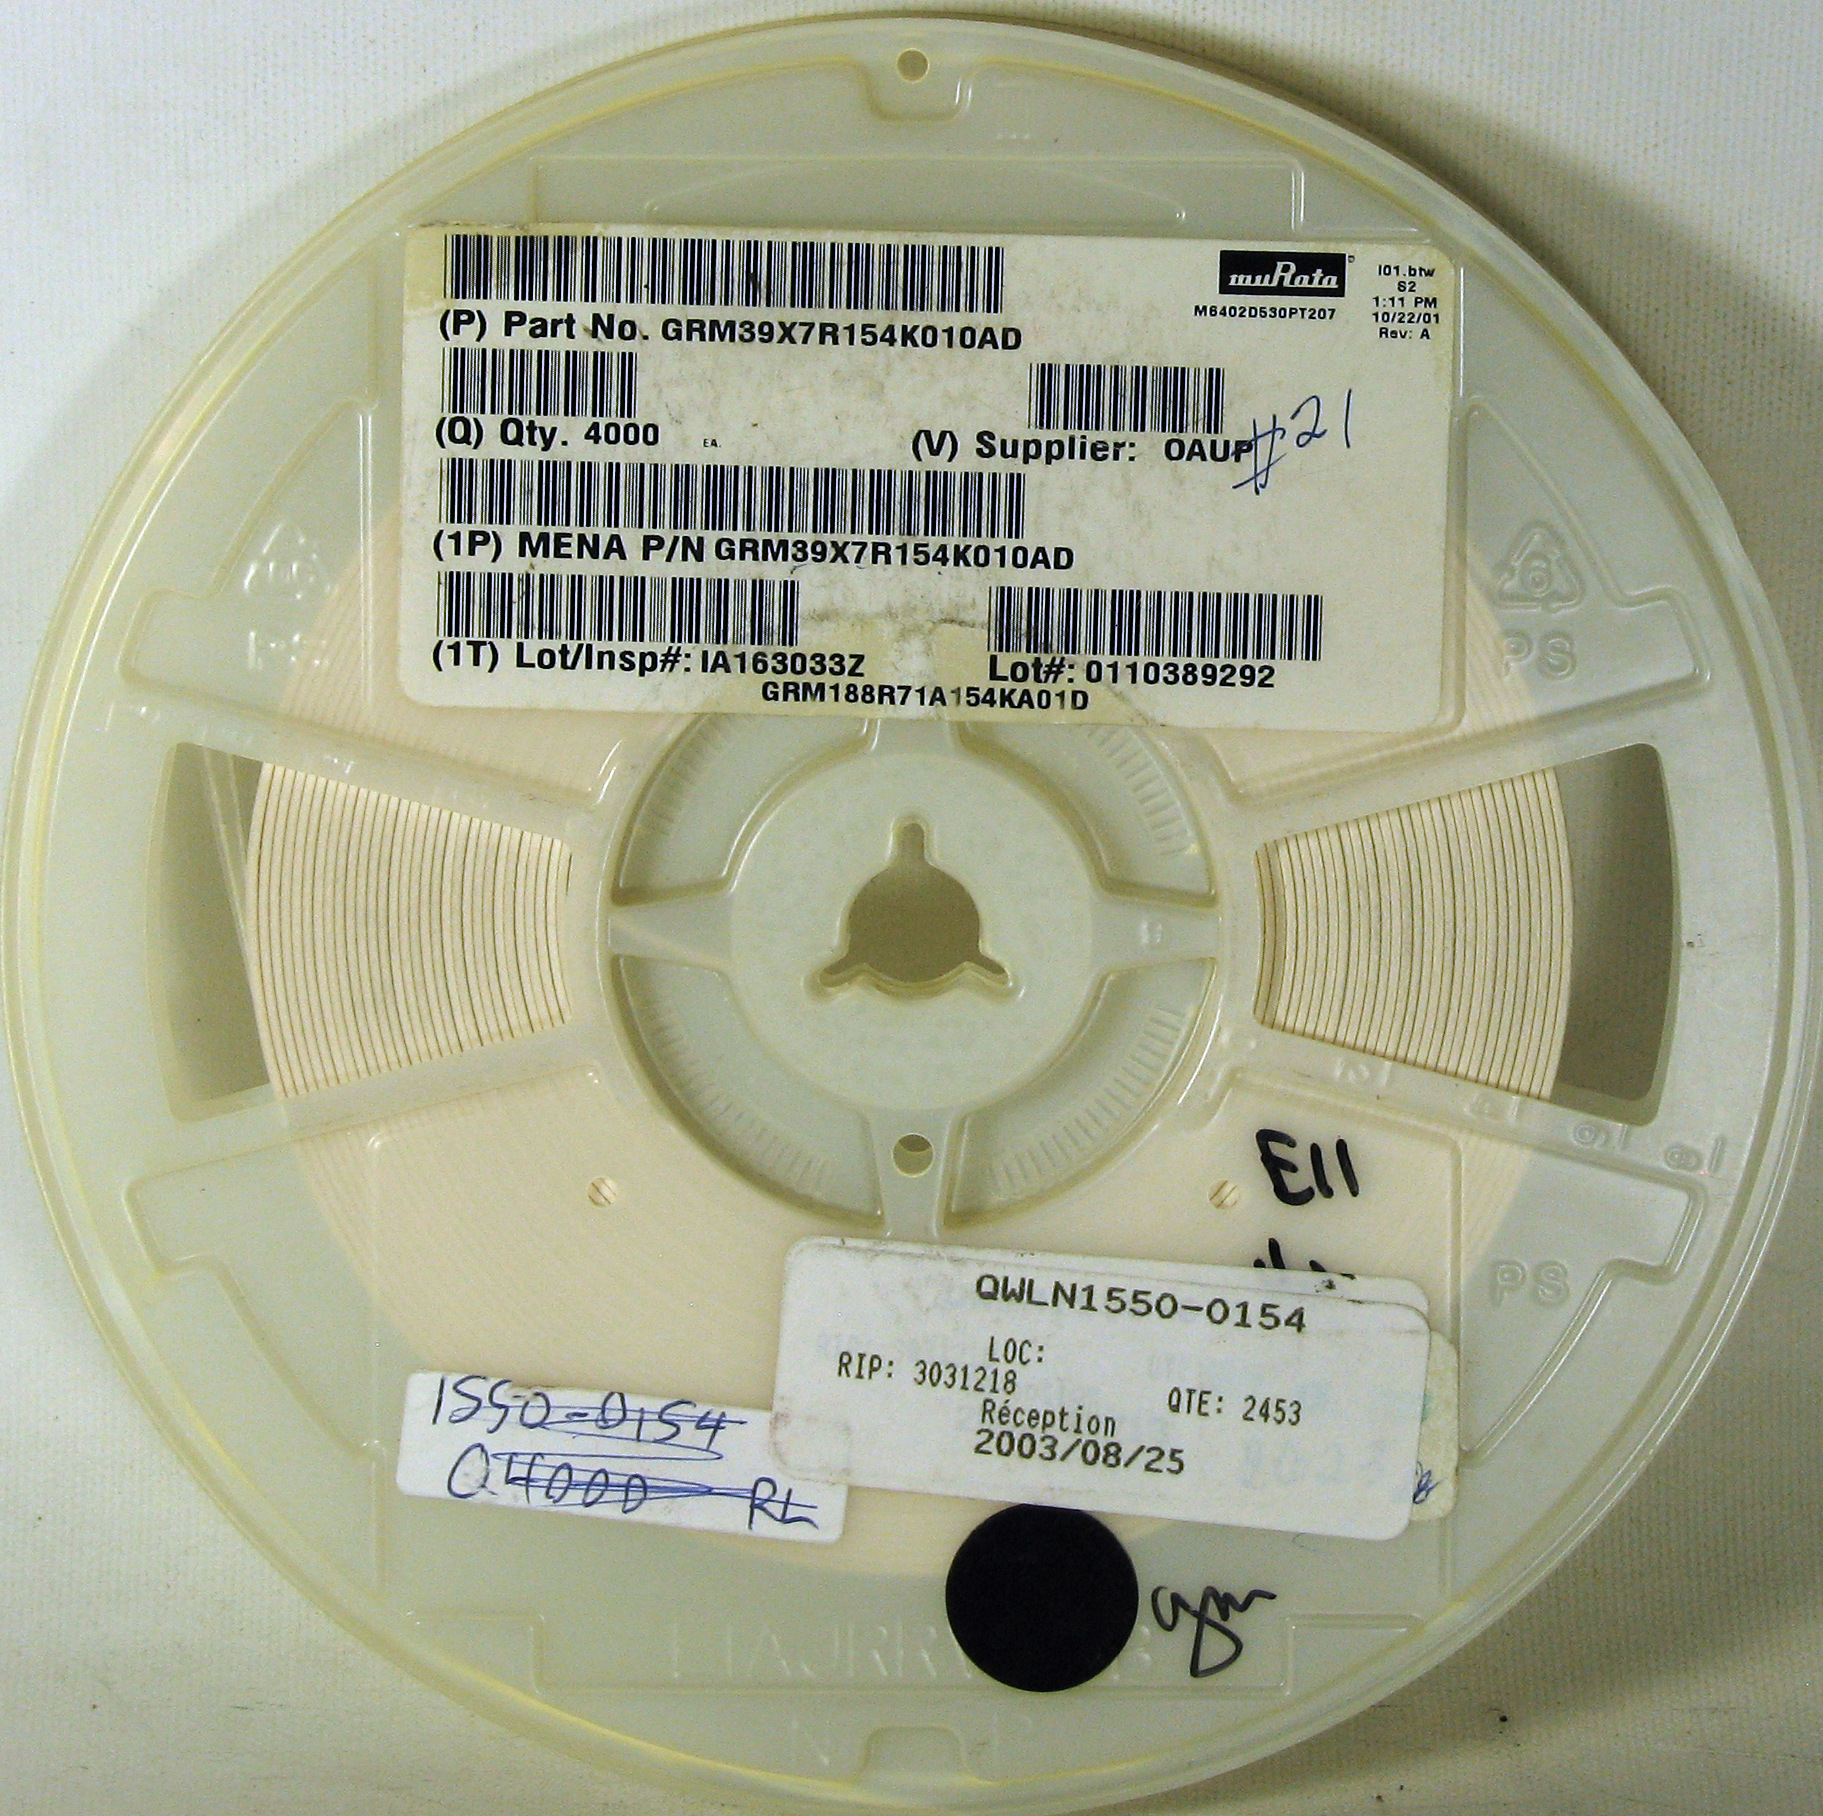 muRata
M6402D530PT207
I01.btw
S2
1:11 PM
10/22/01
Rev: A
(P) Part No. GRM39X7R154K010AD
(Q) Qty. 4000 EA.
(V) Supplier: OAUP
#21
(1P) MENA P/N GRM39X7R154K010AD
(1T) Lot/Insp#: IA163033Z
Lot#: 0110389292
GRM188R71A154KA01D
6
PS
E11
PS
QWLN1550-0154
LOC:
RIP: 3031218
QTE: 2453
Réception
2003/08/25
1550-0154
Q4000 RL